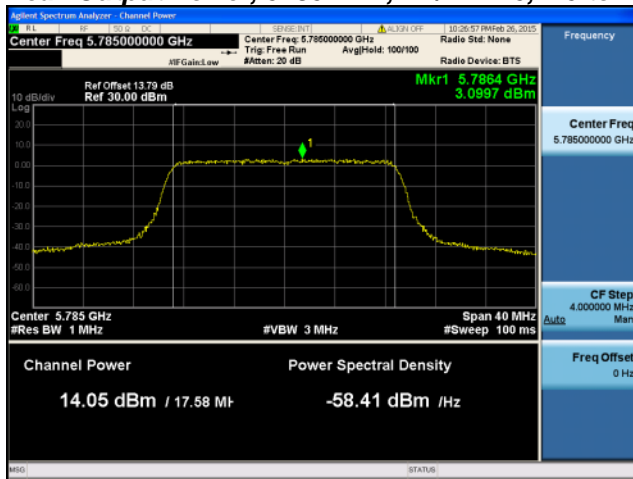 Agilent Spectrum Analyzer - Channel Power
RL RF 50 Ω DC SENSE:INT ALIGN OFF 10:26:57 PMFeb 26, 2015
Center Freq 5.785000000 GHz
Center Freq: 5.785000000 GHz
Radio Std: None
Trig: Free Run Avg|Hold: 100/100
#IFGain:Low #Atten: 20 dB Radio Device: BTS
Frequency
Ref Offset 13.79 dB
Mkr1 5.7864 GHz
10 dB/div Ref 30.00 dBm 3.0997 dBm
Log
20.0
10.0
0.00
-10.0
-20.0
-30.0
-40.0
-50.0
-60.0
1
Center Freq
5.785000000 GHz
Center 5.785 GHz Span 40 MHz
#Res BW 1 MHz #VBW 3 MHz #Sweep 100 ms
CF Step
4.000000 MHz
Auto Man
Freq Offset
0 Hz
Channel Power Power Spectral Density
14.05 dBm / 17.58 MH -58.41 dBm /Hz
MSG STATUS